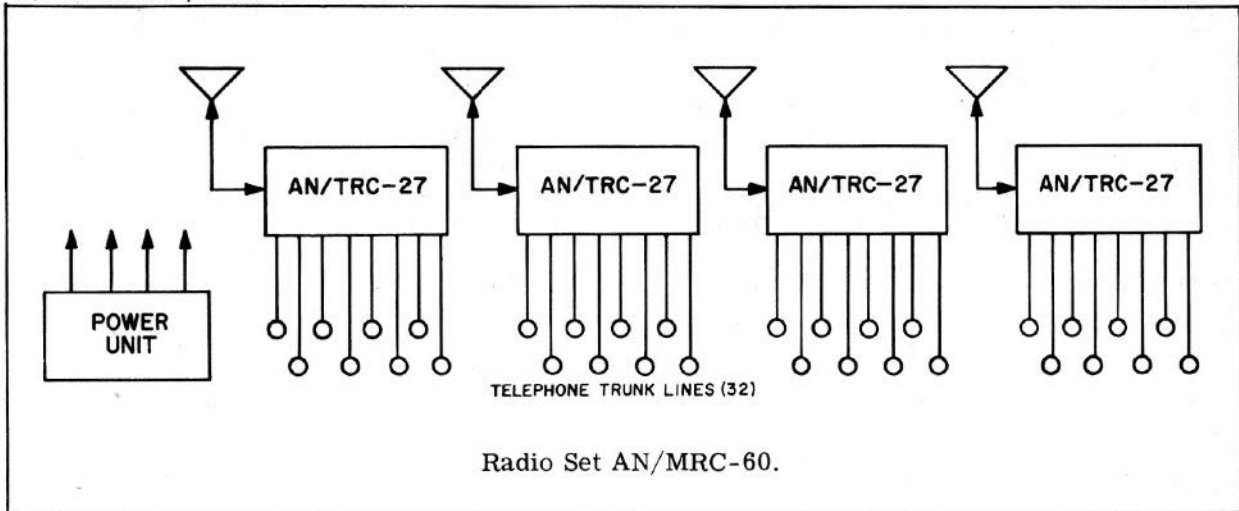 AN/TRC-27 AN/TRC-27 AN/TRC-27 AN/TRC-27
POWER
UNIT
TELEPHONE TRUNK LINES (32)
Radio Set AN/MRC-60.